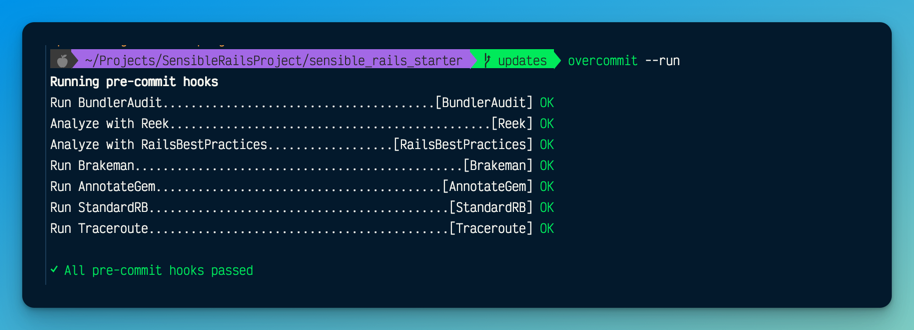 ~/Projects/SensibleRailsProject/sensible_rails_starter updates overcommit --run
Running pre-commit hooks
Run BundlerAudit.......................................[BundlerAudit] OK
Analyze with Reek..............................................[Reek] OK
Analyze with RailsBestPractices..................[RailsBestPractices] OK
Run Brakeman...............................................[Brakeman] OK
Run AnnotateGem.........................................[AnnotateGem] OK
Run StandardRB...........................................[StandardRB] OK
Run Traceroute...........................................[Traceroute] OK
✓ All pre-commit hooks passed